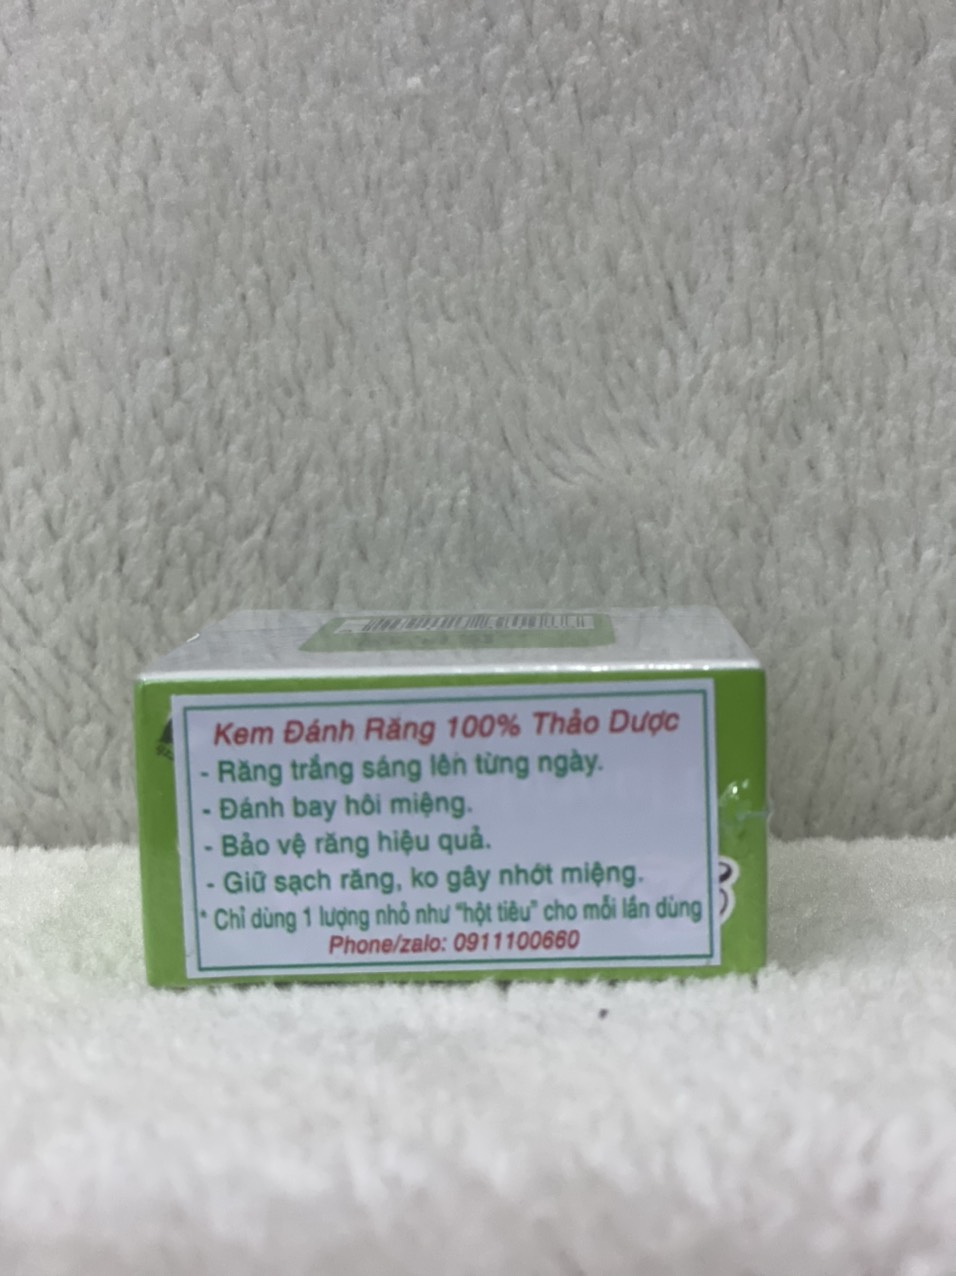 Kem Đánh Răng 100% Thảo Dược
- Răng trắng sáng lên từng ngày.
- Đánh bay hôi miệng.
- Bảo vệ răng hiệu quả.
- Giữ sạch răng, ko gây nhớt miệng.
* Chỉ dùng 1 lượng nhỏ như “hột tiêu” cho mỗi lần dùng
Phone/zalo: 0911100660